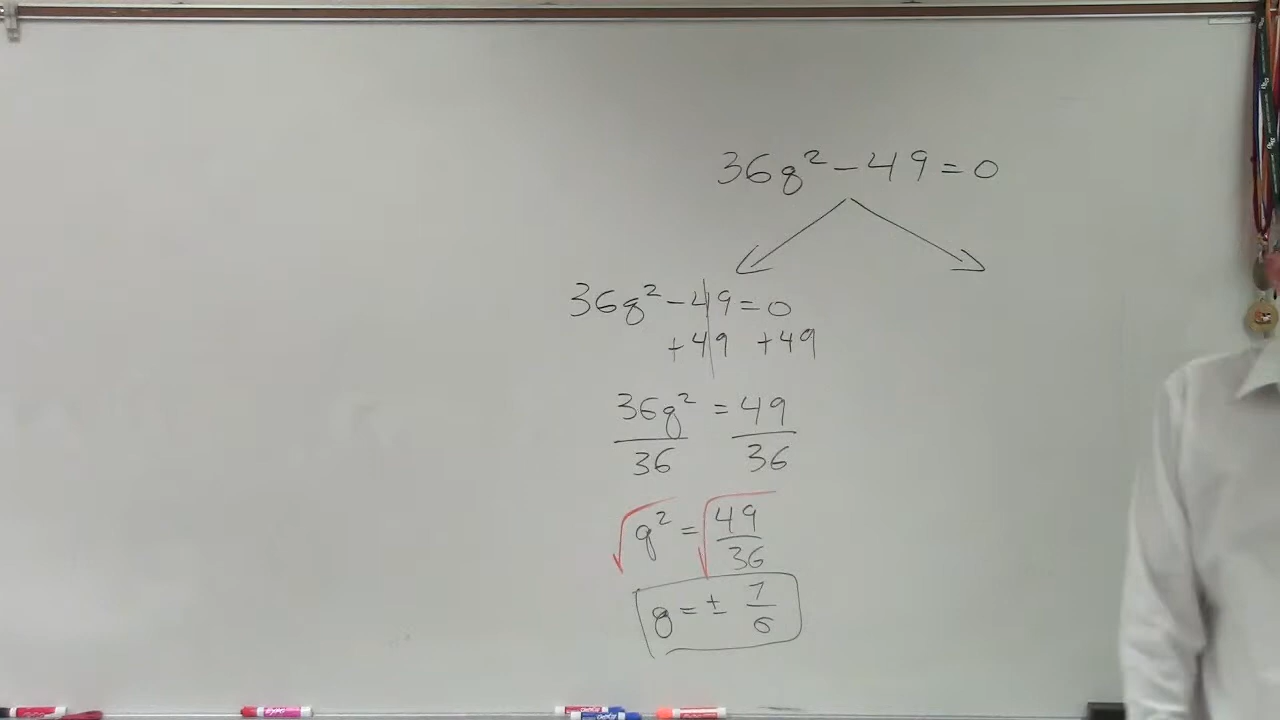 36q² - 49 = 0
36q² - 49 = 0
+49 +49
36q² = 49
36 36
√q² = √49
36
q = ± 7
6